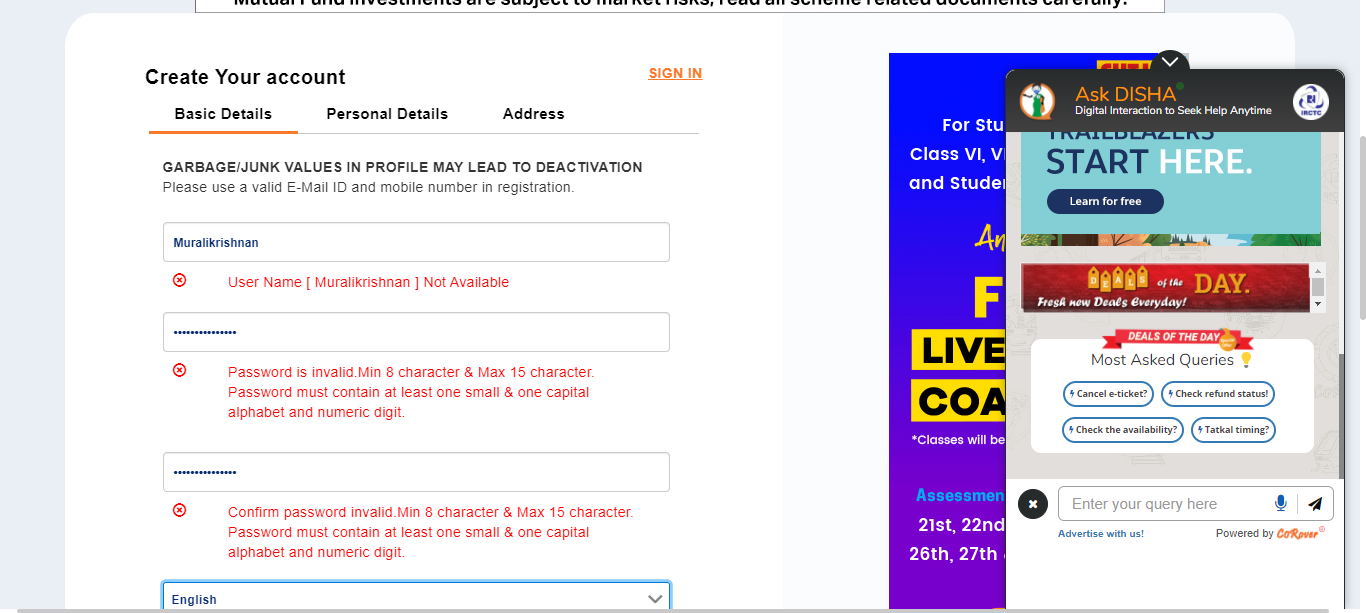 Mutual Fund investments are subject to market risks, read all scheme related documents carefully.
Create Your account
SIGN IN
Basic Details
Personal Details
Address
GARBAGE/JUNK VALUES IN PROFILE MAY LEAD TO DEACTIVATION
Please use a valid E-Mail ID and mobile number in registration.
Muralikrishnan
User Name [ Muralikrishnan ] Not Available
•••••••••••••••
Password is invalid.Min 8 character & Max 15 character.
Password must contain at least one small & one capital
alphabet and numeric digit.
•••••••••••••••
Confirm password invalid.Min 8 character & Max 15 character.
Password must contain at least one small & one capital
alphabet and numeric digit.
English
For Stu
Class VI, VI
and Studen
An
F
LIVE
COA
*Classes will be
Assessmen
21st, 22nd
26th, 27th
Ask DISHA
Digital Interaction to Seek Help Anytime
IRCTC
TRAILBLAZERS
START HERE.
Learn for free
DEALS of the DAY.
Fresh new Deals Everyday!
DEALS OF THE DAY
Most Asked Queries
Cancel e-ticket?
Check refund status!
Check the availability?
Tatkal timing?
Enter your query here
Advertise with us!
Powered by CoRover